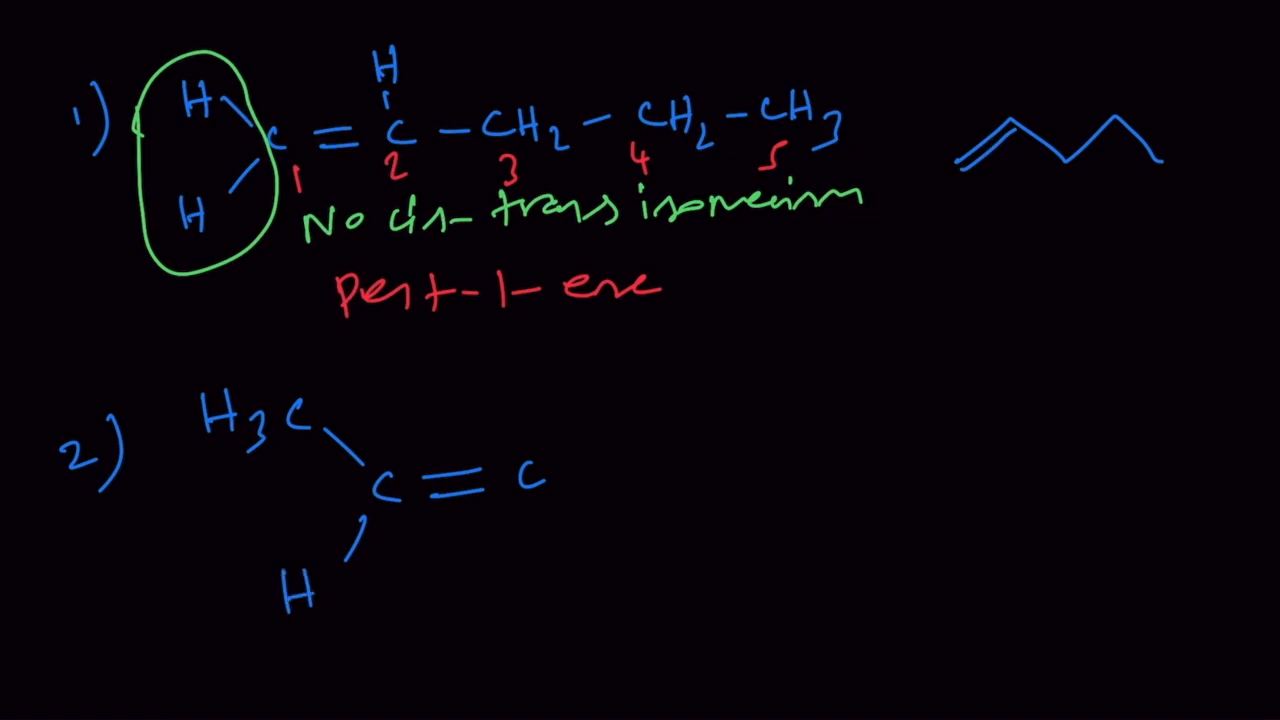 H
1) H
C = C - CH2 - CH2 - CH3
1 2 3 4 5
H
No cis-trans isomerism
Pent-1-ene
2) H3C
C = C
H